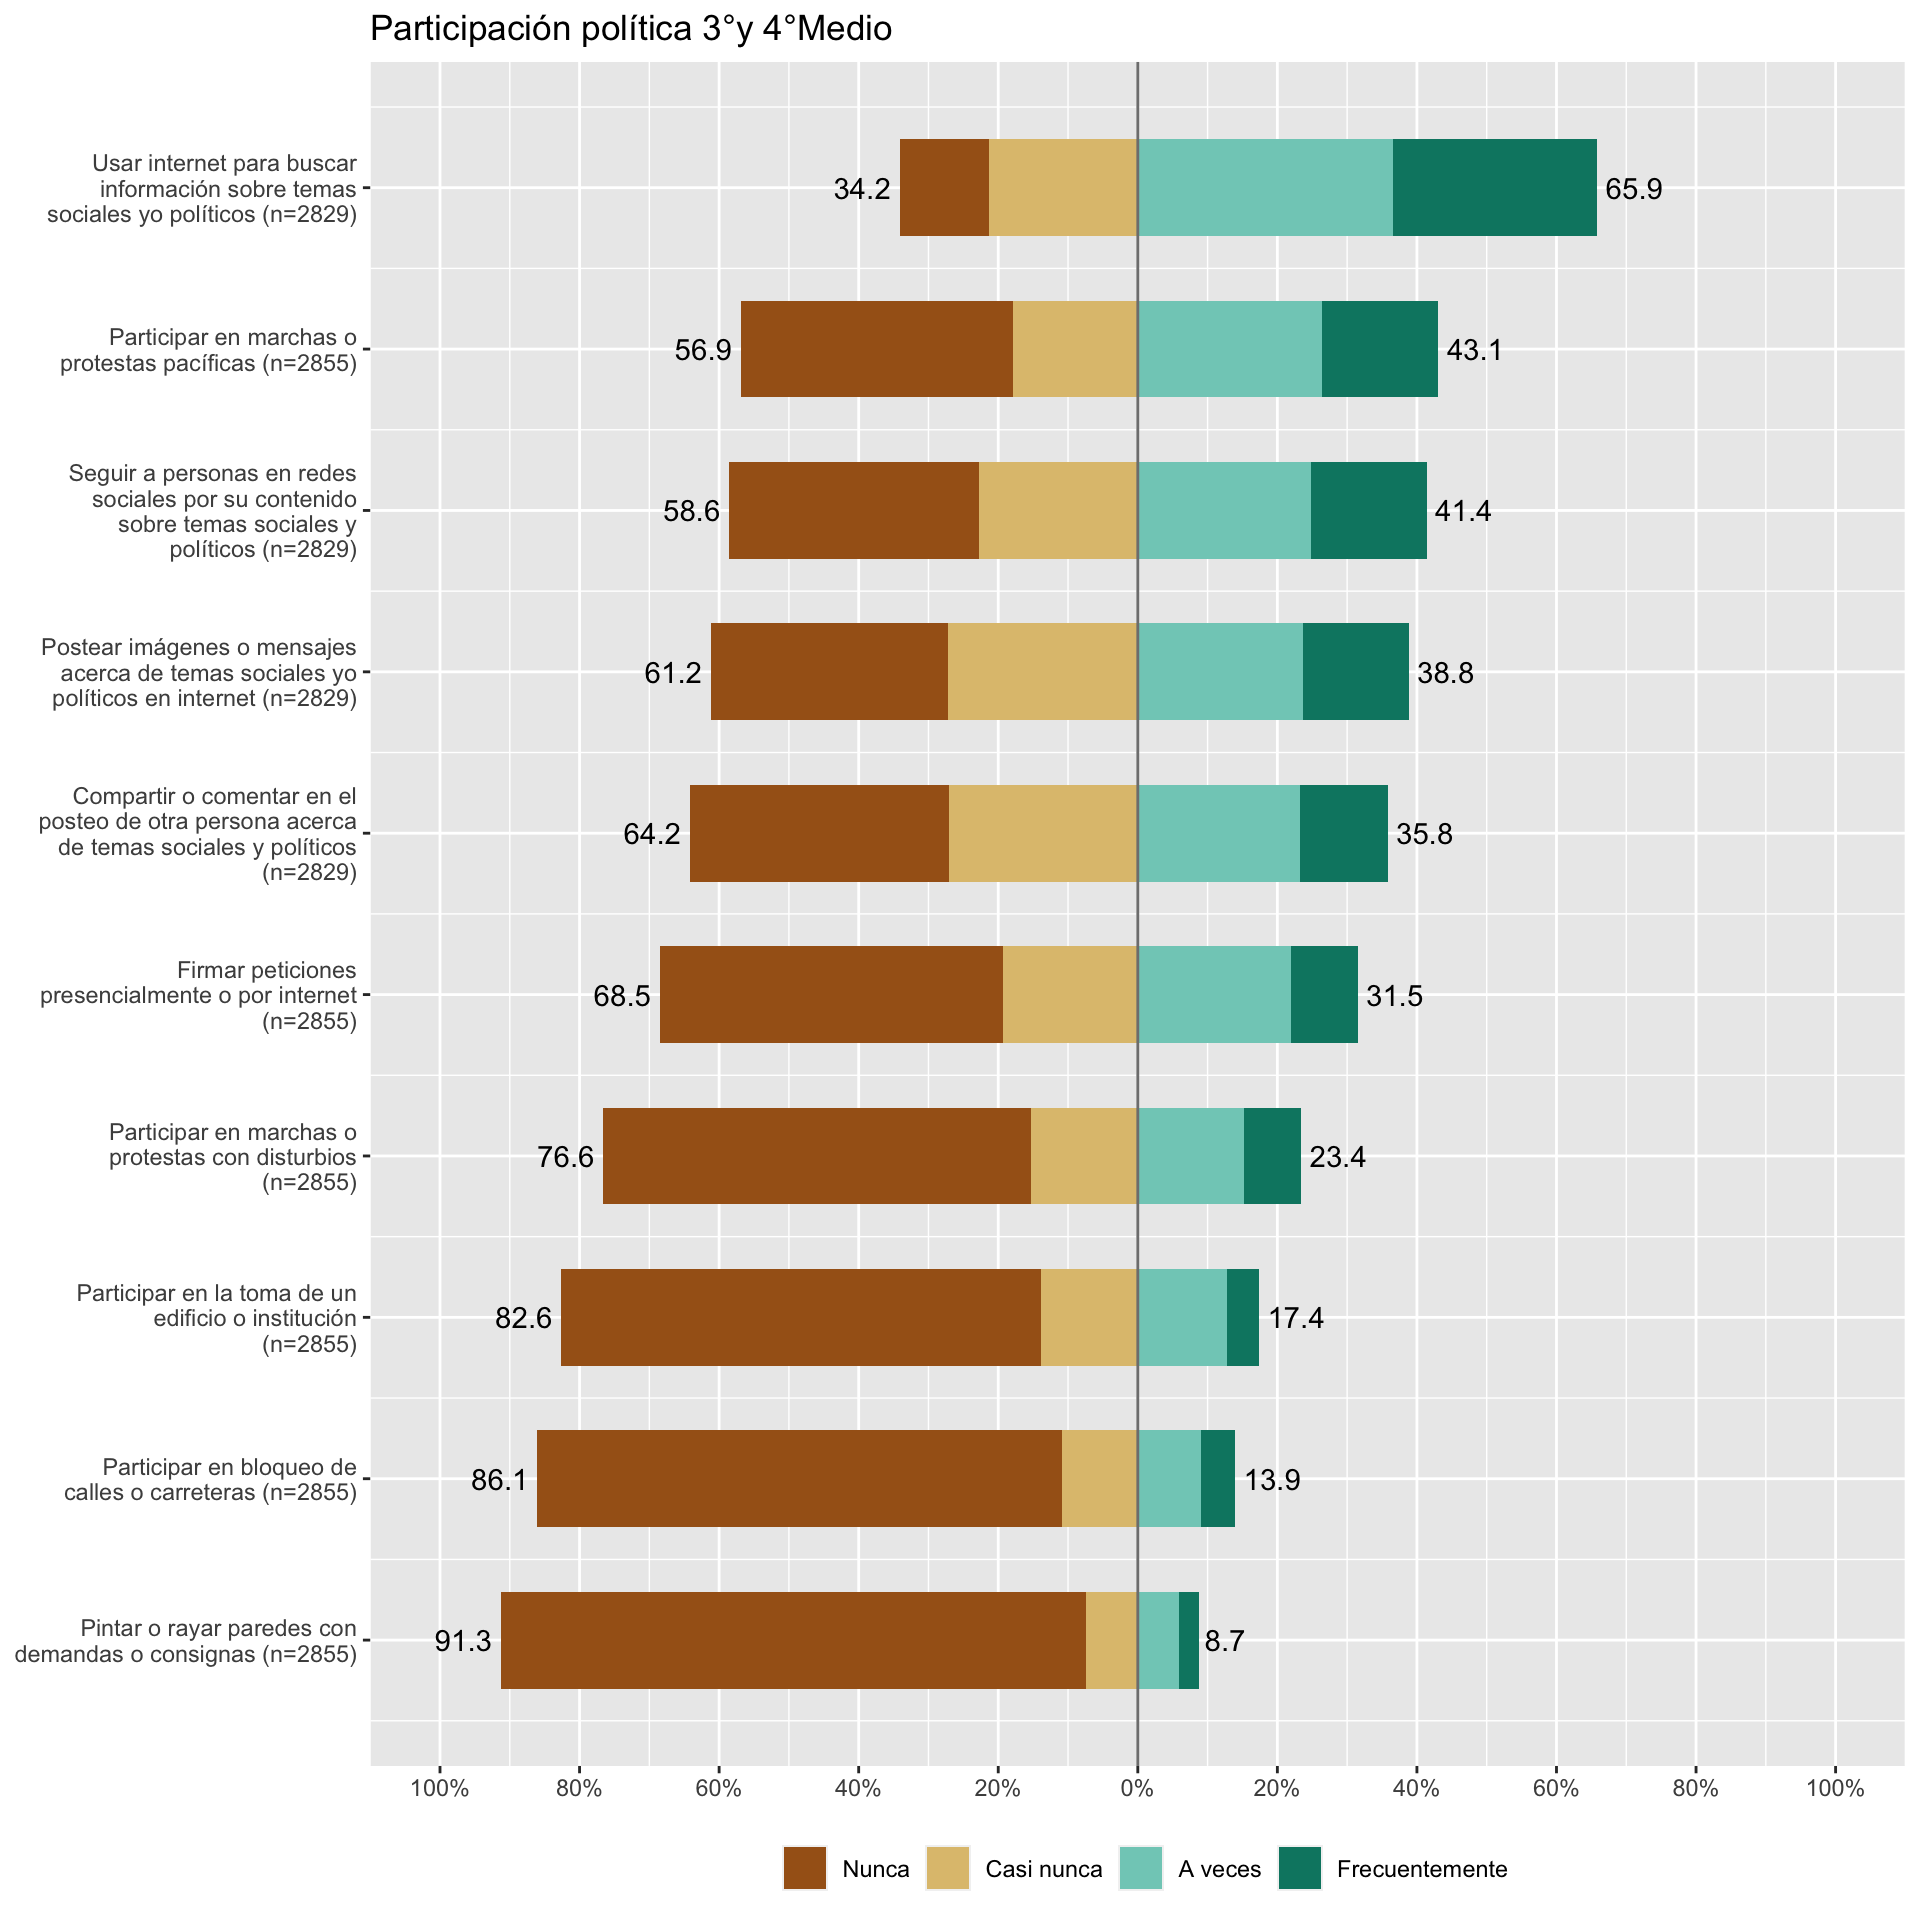 Participación política 3°y 4°Medio
Usar internet para buscar
información sobre temas
sociales yo políticos (n=2829)
34.2
65.9
Participar en marchas o
protestas pacíficas (n=2855)
56.9
43.1
Seguir a personas en redes
sociales por su contenido
sobre temas sociales y
políticos (n=2829)
58.6
41.4
Postear imágenes o mensajes
acerca de temas sociales yo
políticos en internet (n=2829)
61.2
38.8
Compartir o comentar en el
posteo de otra persona acerca
de temas sociales y políticos
(n=2829)
64.2
35.8
Firmar peticiones
presencialmente o por internet
(n=2855)
68.5
31.5
Participar en marchas o
protestas con disturbios
(n=2855)
76.6
23.4
Participar en la toma de un
edificio o institución
(n=2855)
82.6
17.4
Participar en bloqueo de
calles o carreteras (n=2855)
86.1
13.9
Pintar o rayar paredes con
demandas o consignas (n=2855)
91.3
8.7
100% 80% 60% 40% 20% 0% 20% 40% 60% 80% 100%
Nunca Casi nunca A veces Frecuentemente